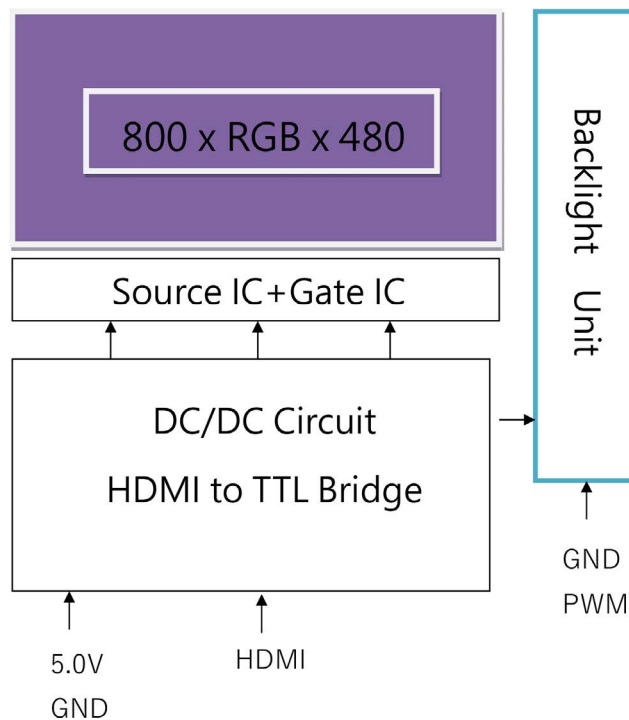 800 x RGB x 480
Source IC+Gate IC
DC/DC Circuit
HDMI to TTL Bridge
Backlight Unit
GND
PWM
5.0V
GND
HDMI